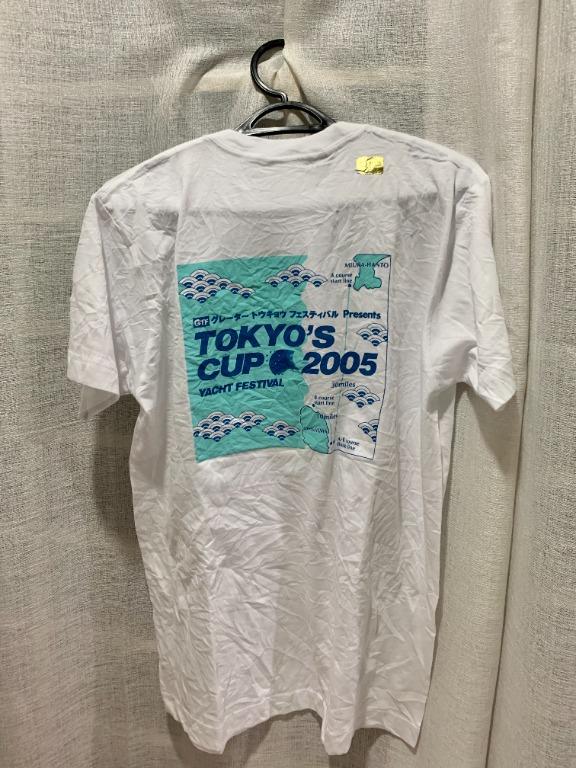 MIURA-HANTO
A course
start line
GTF グレーター トウキョウ フェスティバル Presents
TOKYO'S
CUP 2005
YACHT FESTIVAL
B course
start line